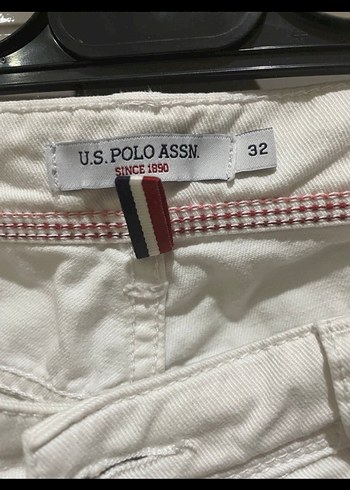 U.S. POLO ASSN.
SINCE 1890
32